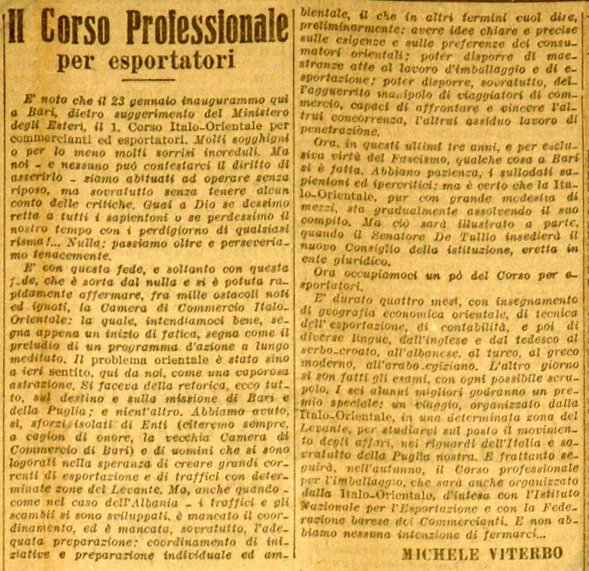 Il Corso Professionale
per esportatori
E' noto che il 23 gennaio inaugurammo qui
a Bari, dietro suggerimento del Ministero
degli Esteri, il 1. Corso Italo-Orientale per
commercianti ed esportatori. Molti sogghigni
o per lo meno molti sorrisi increduli. Ma
noi - e nessuno può contestarci il diritto di
asserirlo - siamo abituati ad operare senza
riposo, ma sovratutto senza tenere alcun
conto delle critiche. Guai a Dio se dessimo
retta a tutti i sapientoni o se perdessimo il
nostro tempo con i perdigiorno di qualsiasi
risma!... Nulla: passiamo oltre e perseveria-
mo tenacemente.
E' con questa fede, e soltanto con questa
fede, che è sorta dal nulla e si è potuta ra-
pidamente affermare, fra mille ostacoli noti
ed ignoti, la Camera di Commercio Italo-
Orientale: la quale, intendiamoci bene, se-
gna appena un inizio di fatica, segna come il
preludio di un programma d'azione a lungo
meditato. Il problema orientale è stato sino
a ieri sentito, qui da noi, come una vaporosa
astrazione. Si faceva della retorica, ecco tut-
to, sul destino e sulla missione di Bari e
della Puglia; e nient'altro. Abbiamo avuto,
sì, sforzi isolati di Enti (citeremo sempre,
a cagion di onore, la vecchia Camera di
Commercio di Bari) e di uomini che si sono
logorati nella speranza di creare grandi cor-
renti di esportazione e di traffici con de-
terminate zone del Levante. Ma, anche quando -
come nel caso dell'Albania - i traffici e gli
scambi si sono sviluppati, è mancato il coor-
dinamento, ed è mancata, sovratutto, l'ade-
quata preparazione: coordinamento di ini-
ziative e preparazione individuale ed am-
bientale, il che in altri termini vuol dire,
preliminarmente: avere idee chiare e precise
sulle esigenze e sulle preferenze dei consu-
matori orientali; poter disporre di mae-
stranze atte al lavoro d'imballaggio e di e-
sportazione; poter disporre, sovratutto, del-
l'agguerrito manipolo di viaggiatori di com-
mercio, capaci di affrontare e vincere l'al-
trui concorrenza, l'altrui assiduo lavoro di
penetrazione.
Ora, in questi ultimi tre anni, e per esclu-
siva virtù del Fascismo, qualche cosa a Bari
si è fatta. Abbiano pazienza, i sullodati sa-
pientoni ed ipercritici: ma è certo che la Ita-
lo-Orientale, pur con grande modestia di
mezzi, sta gradualmente assolvendo il suo
compito. Ma ciò sarà illustrato a parte,
quando il Senatore De Tullio insedierà il
nuovo Consiglio della istituzione, eretta in
ente giuridico.
Ora occupiamoci un pò del Corso per e-
sportatori.
E' durato quattro mesi, con insegnamento
di geografia economica orientale, di tecnica
dell'esportazione, di contabilità, e poi di
diverse lingue, dall'inglese e dal tedesco al
serbo-croato, all'albanese, al turco, al greco
moderno, all'arabo-egiziano. L'altro giorno
si son fatti gli esami, con ogni possibile scru-
polo. I sei alunni migliori godranno un pre-
mio speciale: un viaggio, organizzato dalla
Italo-Orientale, in una determinata zona del
Levante, per studiarvi sul posto il movimento
degli affari, nei riguardi dell'Italia e so-
vratutto della Puglia nostra. E frattanto se-
guirà, nell'autunno, il Corso professionale
per l'imballaggio, che sarà anche organizzato
dalla Italo-Orientale, d'intesa con l'Istituto
Nazionale per l'Esportazione e con la Fede-
razione barese dei Commercianti. E non ab-
biamo nessuna intenzione di fermarci...
MICHELE VITERBO